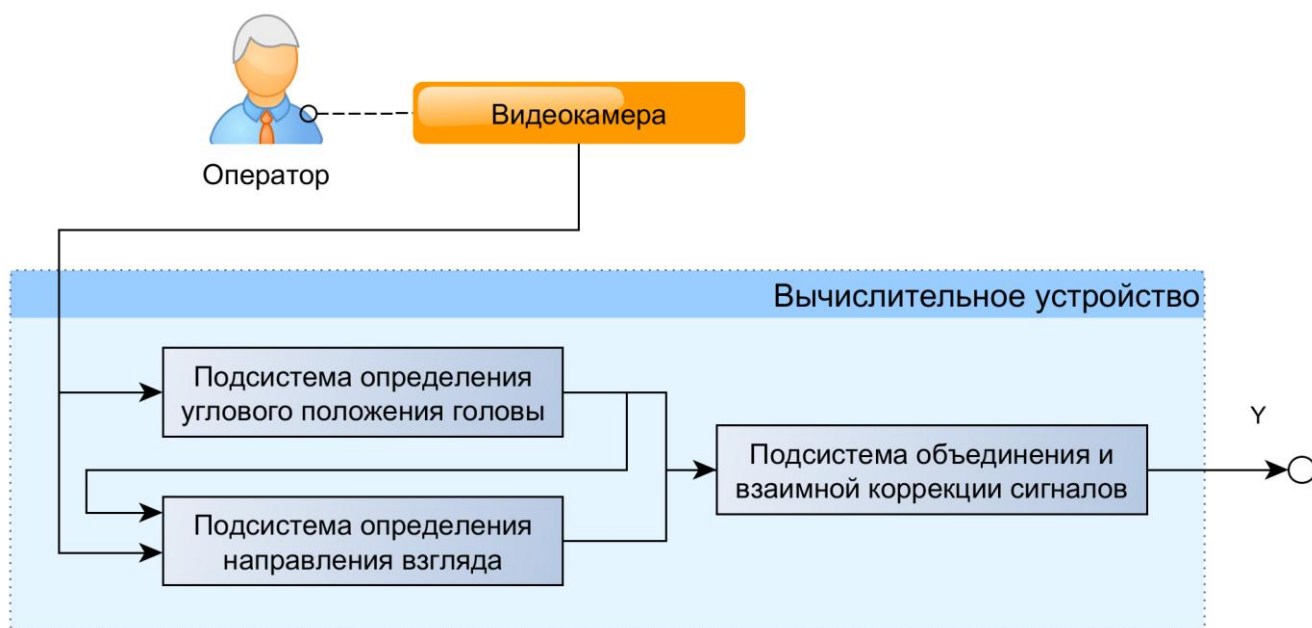 Видеокамера
Оператор
Вычислительное устройство
Подсистема определения
углового положения головы
Y
Подсистема объединения и
взаимной коррекции сигналов
Подсистема определения
направления взгляда